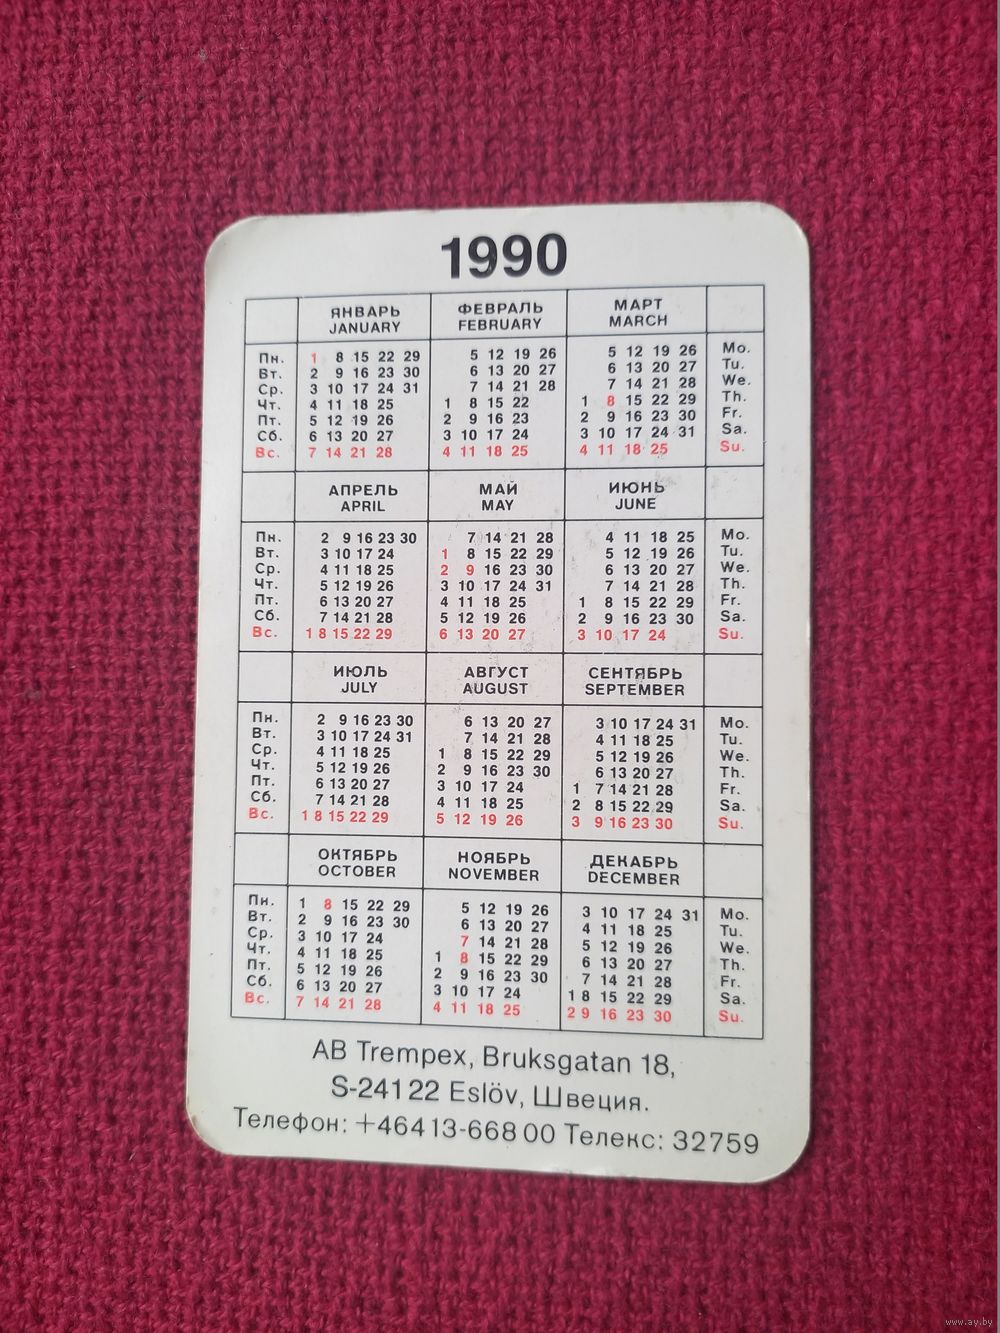 1990
ЯНВАРЬ ФЕВРАЛЬ МАРТ
JANUARY FEBRUARY MARCH
Пн. 1 8 15 22 29 5 12 19 26 5 12 19 26 Mo.
Вт. 2 9 16 23 30 6 13 20 27 6 13 20 27 Tu.
Ср. 3 10 17 24 31 7 14 21 28 7 14 21 28 We.
Чт. 4 11 18 25 1 8 15 22 1 8 15 22 29 Th.
Пт. 5 12 19 26 2 9 16 23 2 9 16 23 30 Fr.
Сб. 6 13 20 27 3 10 17 24 3 10 17 24 31 Sa.
Вс. 7 14 21 28 4 11 18 25 4 11 18 25 Su.
АПРЕЛЬ МАЙ ИЮНЬ
APRIL MAY JUNE
Пн. 2 9 16 23 30 7 14 21 28 4 11 18 25 Mo.
Вт. 3 10 17 24 1 8 15 22 29 5 12 19 26 Tu.
Ср. 4 11 18 25 2 9 16 23 30 6 13 20 27 We.
Чт. 5 12 19 26 3 10 17 24 31 7 14 21 28 Th.
Пт. 6 13 20 27 4 11 18 25 1 8 15 22 29 Fr.
Сб. 7 14 21 28 5 12 19 26 2 9 16 23 30 Sa.
Вс. 1 8 15 22 29 6 13 20 27 3 10 17 24 Su.
ИЮЛЬ АВГУСТ СЕНТЯБРЬ
JULY AUGUST SEPTEMBER
Пн. 2 9 16 23 30 6 13 20 27 3 10 17 24 31 Mo.
Вт. 3 10 17 24 31 7 14 21 28 4 11 18 25 Tu.
Ср. 4 11 18 25 1 8 15 22 29 5 12 19 26 We.
Чт. 5 12 19 26 2 9 16 23 30 6 13 20 27 Th.
Пт. 6 13 20 27 3 10 17 24 1 7 14 21 28 Fr.
Сб. 7 14 21 28 4 11 18 25 2 8 15 22 29 Sa.
Вс. 1 8 15 22 29 5 12 19 26 3 9 16 23 30 Su.
ОКТЯБРЬ НОЯБРЬ ДЕКАБРЬ
OCTOBER NOVEMBER DECEMBER
Пн. 1 8 15 22 29 5 12 19 26 3 10 17 24 31 Mo.
Вт. 2 9 16 23 30 6 13 20 27 4 11 18 25 Tu.
Ср. 3 10 17 24 7 14 21 28 5 12 19 26 We.
Чт. 4 11 18 25 1 8 15 22 29 6 13 20 27 Th.
Пт. 5 12 19 26 2 9 16 23 30 7 14 21 28 Fr.
Сб. 6 13 20 27 3 10 17 24 1 8 15 22 29 Sa.
Вс. 7 14 21 28 4 11 18 25 2 9 16 23 30 Su.
AB Trempex, Bruksgatan 18,
S-241 22 Eslöv, Швеция.
Телефон: +46 4 13-668 00 Телекс: 32759
www.ay.by